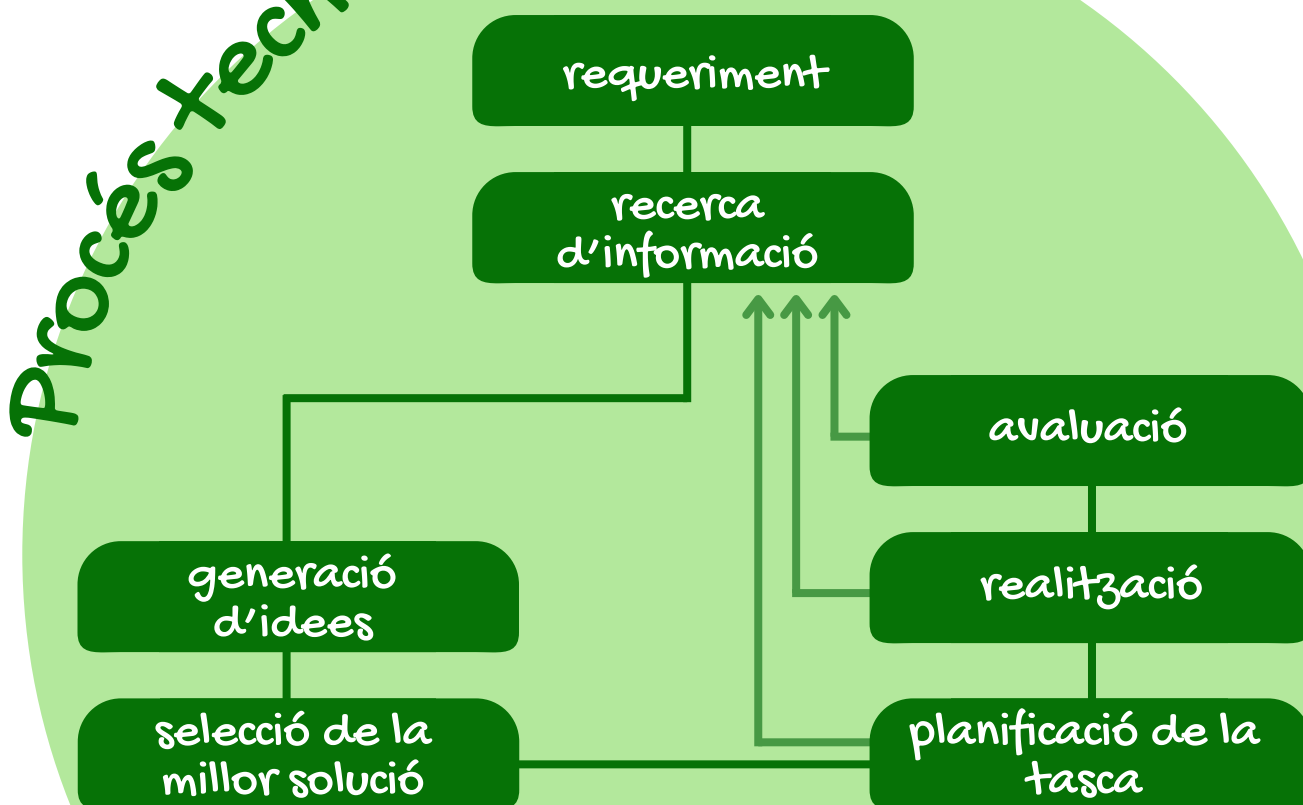 Procés tecn
requeriment
recerca
d'informació
avaluació
generació
d'idees
realització
selecció de la
millor solució
planificació de la
tasca